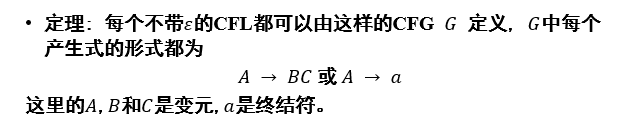 • 定理：每个不带ε的CFL都可以由这样的CFG G 定义，G中每个
产生式的形式都为
A → BC 或 A → a
这里的A, B和C是变元, a是终结符。